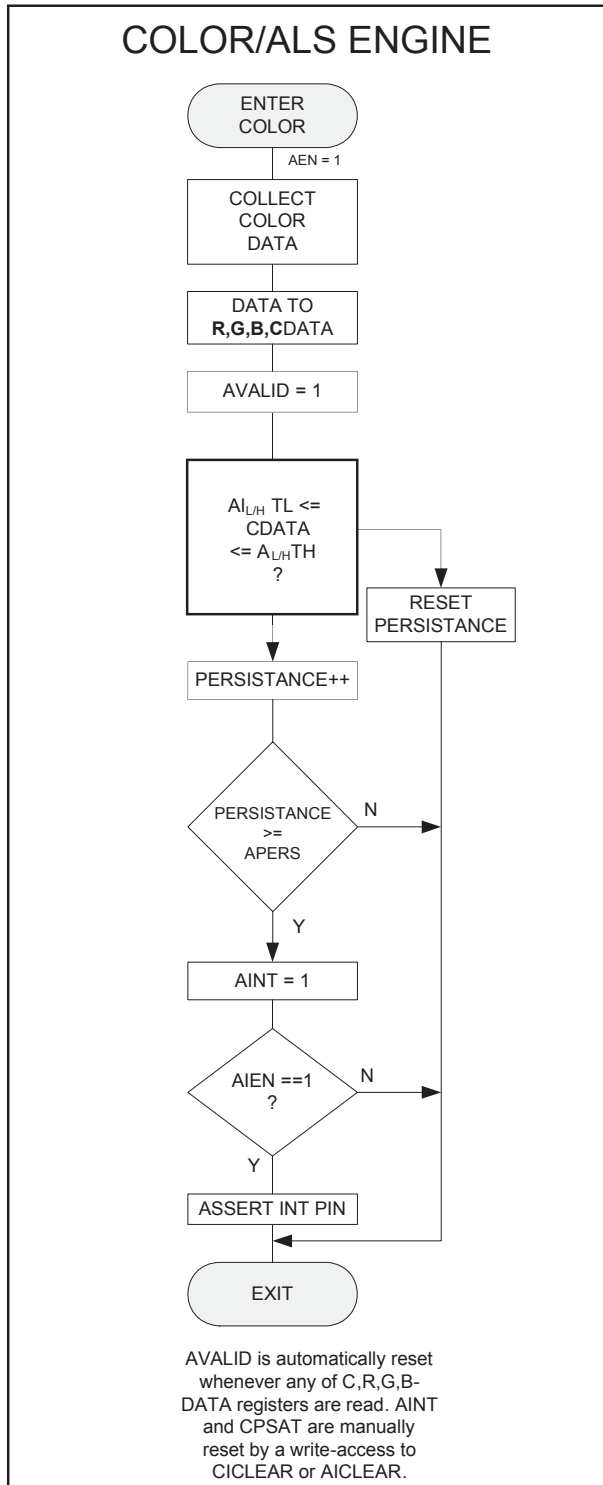 COLOR/ALS ENGINE
ENTER
COLOR
AEN = 1
COLLECT
COLOR
DATA
DATA TO
R,G,B,CDATA
AVALID = 1
AIL/H TL <=
CDATA
<= AL/HTH
?
RESET
PERSISTANCE
PERSISTANCE++
PERSISTANCE
>=
APERS
N
Y
AINT = 1
AIEN ==1
?
N
Y
ASSERT INT PIN
EXIT
AVALID is automatically reset
whenever any of C,R,G,B-
DATA registers are read. AINT
and CPSAT are manually
reset by a write-access to
CICLEAR or AICLEAR.